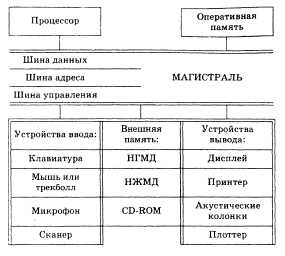 Процессор
Оперативная
память
Шина данных
Шина адреса
МАГИСТРАЛЬ
Шина управления
Устройства ввода:
Внешняя
память:
Устройства
вывода:
Клавиатура
НГМД
Дисплей
Мышь или
трекболл
НЖМД
Принтер
Микрофон
CD-ROM
Акустические
колонки
Сканер
Плоттер